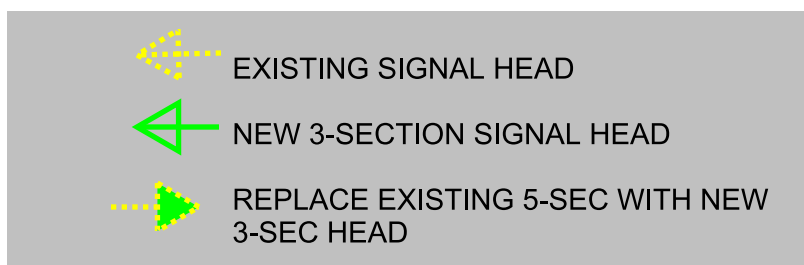 EXISTING SIGNAL HEAD
NEW 3-SECTION SIGNAL HEAD
REPLACE EXISTING 5-SEC WITH NEW
3-SEC HEAD